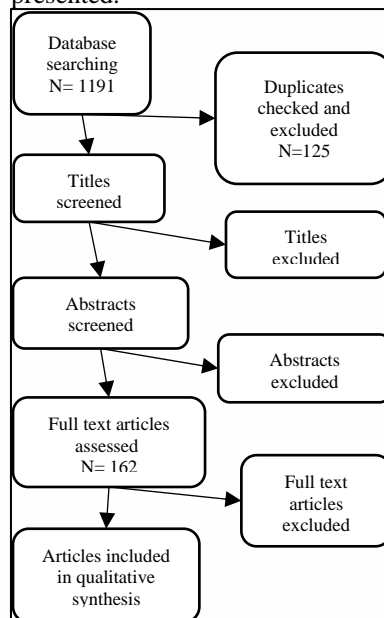 presented.
Database
searching
N= 1191
Duplicates
checked and
excluded
N=125
Titles
screened
Titles
excluded
Abstracts
screened
Abstracts
excluded
Full text articles
assessed
N= 162
Full text
articles
excluded
Articles included
in qualitative
synthesis